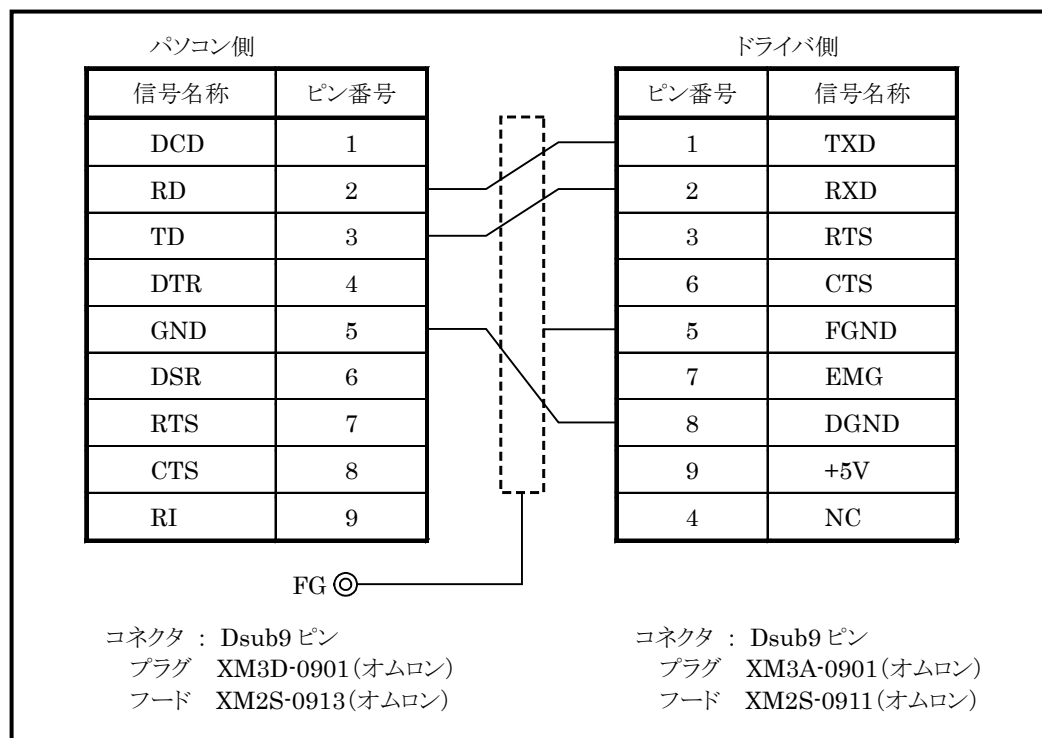 パソコン側 ドライバ側
信号名称 ピン番号 ピン番号 信号名称
DCD 1 1 TXD
RD 2 2 RXD
TD 3 3 RTS
DTR 4 6 CTS
GND 5 5 FGND
DSR 6 7 EMG
RTS 7 8 DGND
CTS 8 9 +5V
RI 9 4 NC
FG
コネクタ : Dsub9 ピン コネクタ : Dsub9 ピン
プラグ XM3D-0901(オムロン) プラグ XM3A-0901(オムロン)
フード XM2S-0913(オムロン) フード XM2S-0911(オムロン)